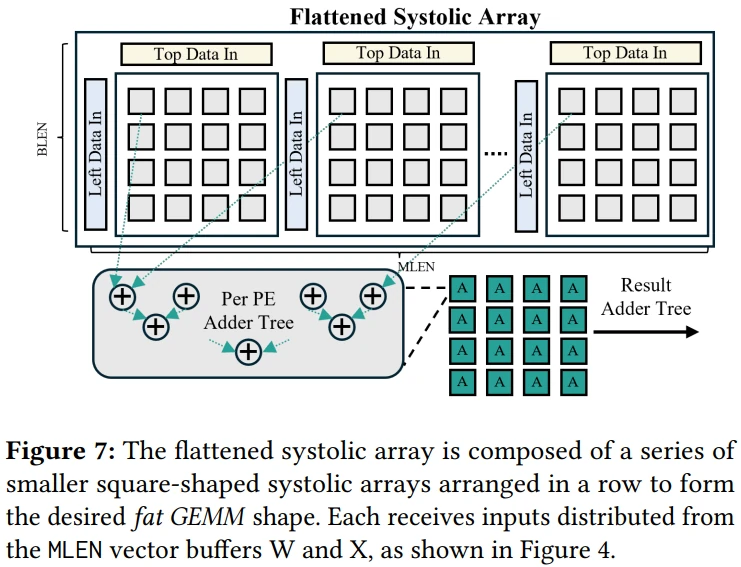 Flattened Systolic Array
Top Data In
Top Data In
Top Data In
BLEN
Left Data In
Left Data In
....
Left Data In
MLEN
+ + + +
Per PE
Adder Tree
+ +
+
A A A A
A A A A
A A A A
A A A A
Result
Adder Tree
Figure 7: The flattened systolic array is composed of a series of
smaller square-shaped systolic arrays arranged in a row to form
the desired fat GEMM shape. Each receives inputs distributed from
the MLEN vector buffers W and X, as shown in Figure 4.